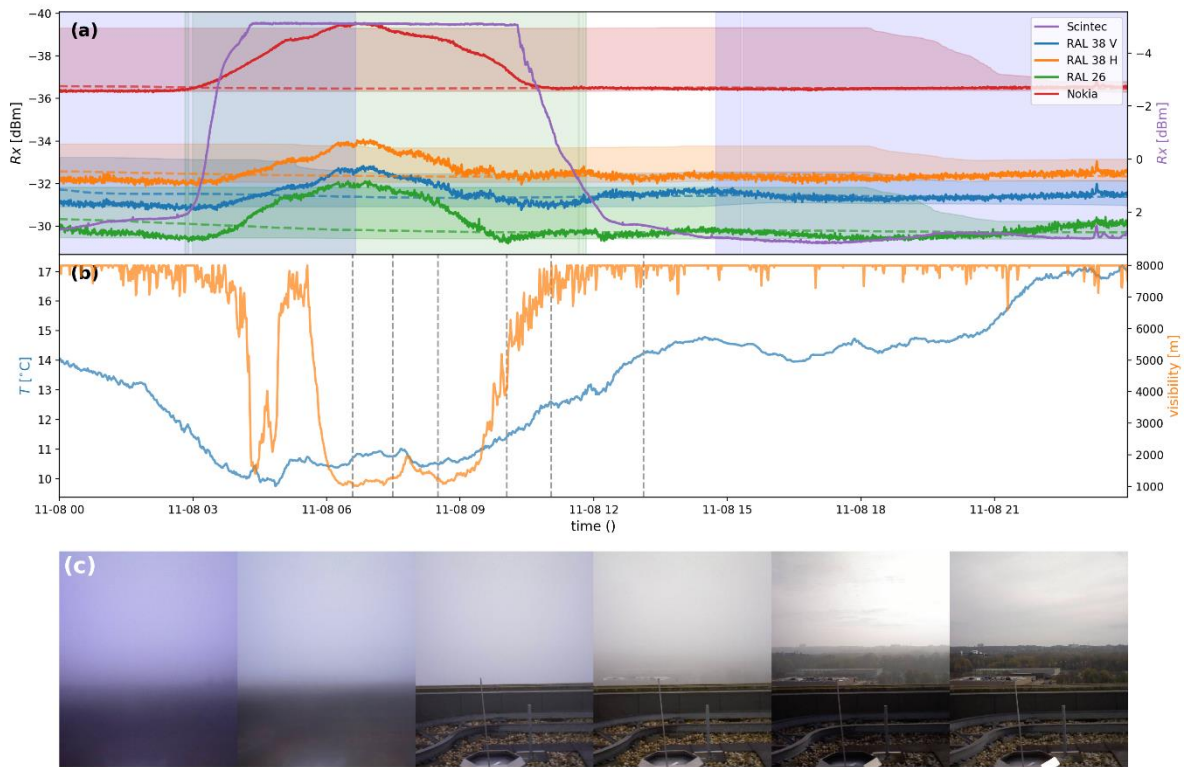 (a)
−40
−38
−36
−34
−32
−30
Rx [dBm]
Scintec
RAL 38 V
RAL 38 H
RAL 26
Nokia
−4
−2
0
2
Rx [dBm]
(b)
17
16
15
14
13
12
11
10
T [°C]
8000
7000
6000
5000
4000
3000
2000
1000
visibility [m]
11-08 00 11-08 03 11-08 06 11-08 09 11-08 12 11-08 15 11-08 18 11-08 21
time ()
(c)